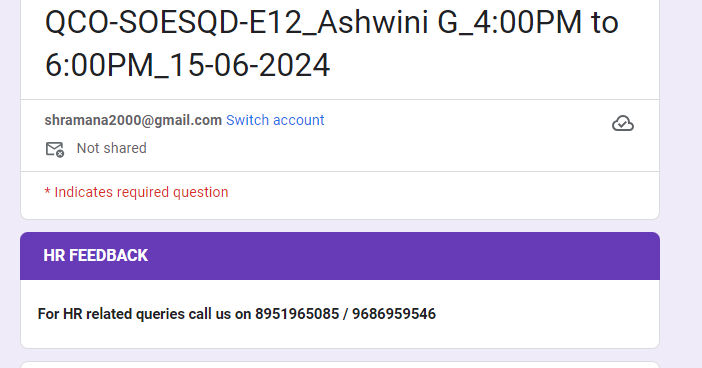 QCO-SOESQD-E12_Ashwini G_4:00PM to
6:00PM_15-06-2024
shramana2000@gmail.com Switch account
Not shared
* Indicates required question
HR FEEDBACK
For HR related queries call us on 8951965085 / 9686959546